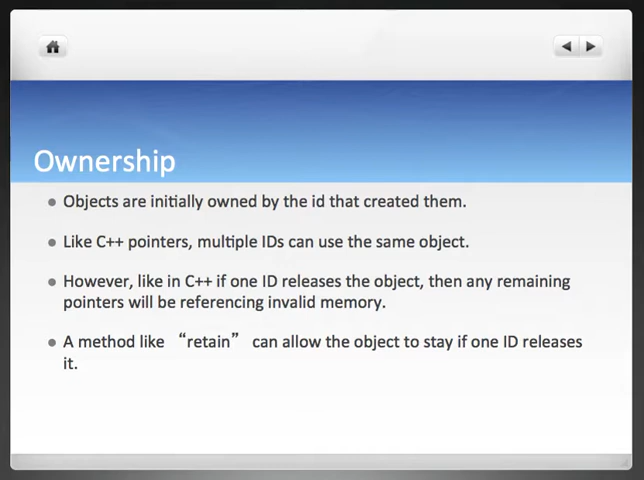 Ownership
Objects are initially owned by the id that created them.
Like C++ pointers, multiple IDs can use the same object.
However, like in C++ if one ID releases the object, then any remaining
pointers will be referencing invalid memory.
A method like “retain” can allow the object to stay if one ID releases
it.